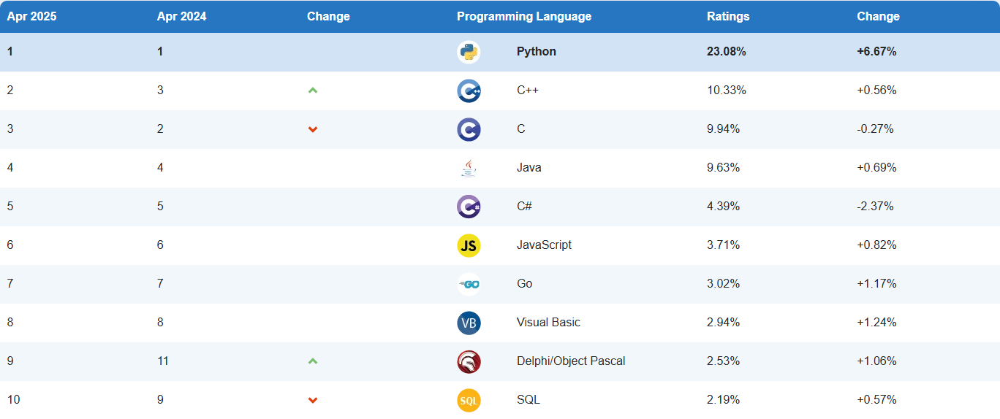 Apr 2025 Apr 2024 Change Programming Language Ratings Change
1 1 Python 23.08% +6.67%
2 3 C++ 10.33% +0.56%
3 2 C 9.94% -0.27%
4 4 Java 9.63% +0.69%
5 5 C# 4.39% -2.37%
6 6 JS JavaScript 3.71% +0.82%
7 7 GO Go 3.02% +1.17%
8 8 VB Visual Basic 2.94% +1.24%
9 11 Delphi/Object Pascal 2.53% +1.06%
10 9 SQL SQL 2.19% +0.57%